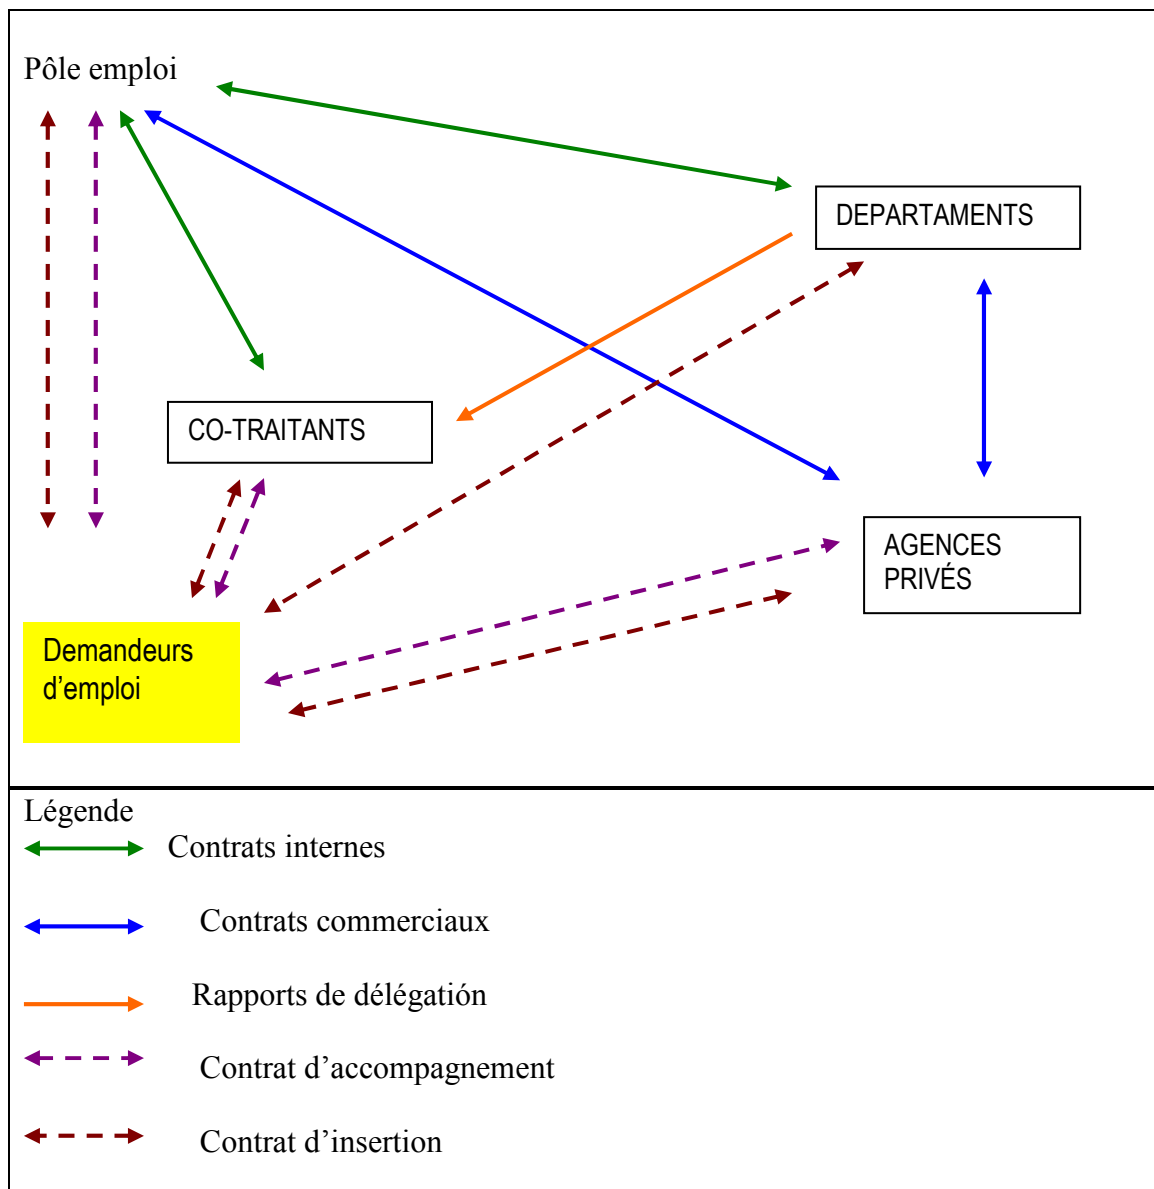 Pôle emploi
DEPARTAMENTS
CO-TRAITANTS
AGENCES
PRIVÉS
Demandeurs
d’emploi
Légende
Contrats internes
Contrats commerciaux
Rapports de délégatión
Contrat d’accompagnement
Contrat d’insertion